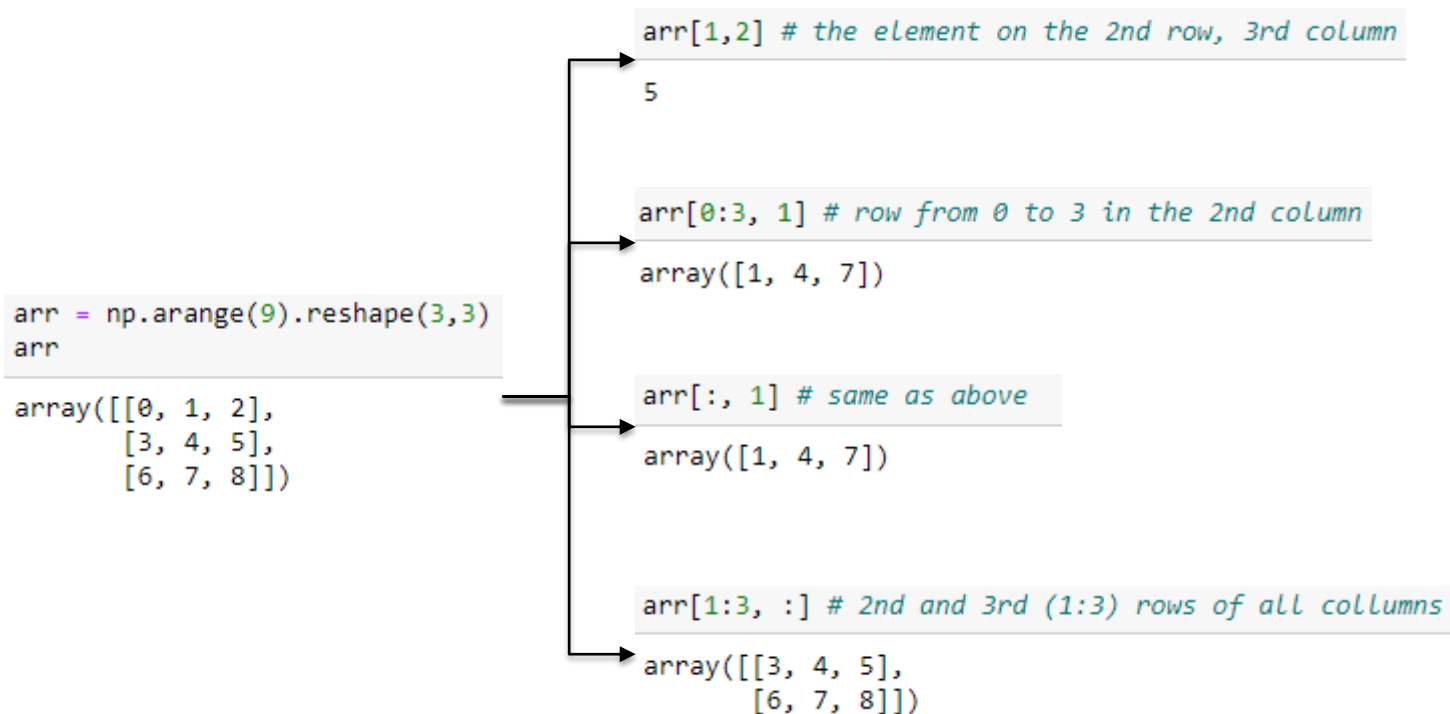 arr = np.arange(9).reshape(3,3)
arr
array([[0, 1, 2],
       [3, 4, 5],
       [6, 7, 8]])
arr[1,2] # the element on the 2nd row, 3rd column
5
arr[0:3, 1] # row from 0 to 3 in the 2nd column
array([1, 4, 7])
arr[:, 1] # same as above
array([1, 4, 7])
arr[1:3, :] # 2nd and 3rd (1:3) rows of all collumns
array([[3, 4, 5],
       [6, 7, 8]])